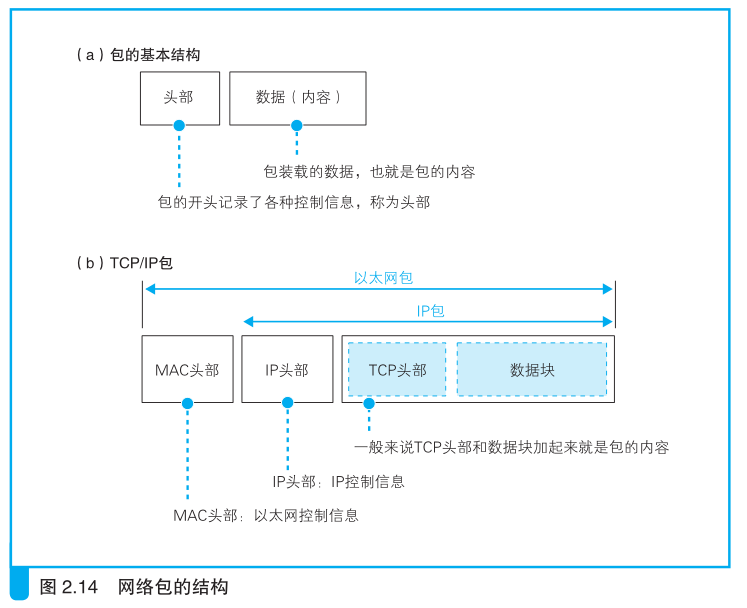 （a）包的基本结构
头部
数据（内容）
包装载的数据，也就是包的内容
包的开头记录了各种控制信息，称为头部
（b）TCP/IP包
以太网包
IP包
MAC头部
IP头部
TCP头部
数据块
一般来说TCP头部和数据块加起来就是包的内容
IP头部：IP控制信息
MAC头部：以太网控制信息
图 2.14 网络包的结构